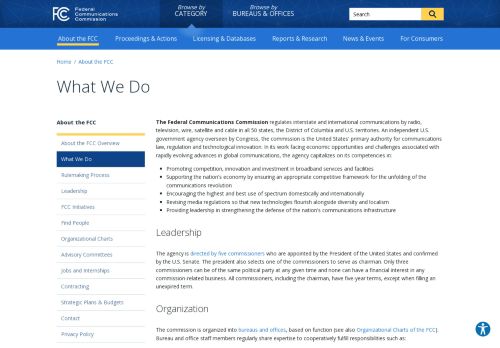 FCC Federal Communications Commission
Browse by CATEGORY
Browse by BUREAUS & OFFICES
Search
About the FCC Proceedings & Actions Licensing & Databases Reports & Research News & Events For Consumers
Home / About the FCC
What We Do
About the FCC
About the FCC Overview
What We Do
Rulemaking Process
Leadership
FCC Initiatives
Find People
Organizational Charts
Advisory Committees
Jobs and Internships
Contracting
Strategic Plans & Budgets
Contact
Privacy Policy
The Federal Communications Commission regulates interstate and international communications by radio,
television, wire, satellite and cable in all 50 states, the District of Columbia and U.S. territories. An independent U.S.
government agency overseen by Congress, the commission is the United States' primary authority for communications
law, regulation and technological innovation. In its work facing economic opportunities and challenges associated with
rapidly evolving advances in global communications, the agency capitalizes on its competencies in:
• Promoting competition, innovation and investment in broadband services and facilities
• Supporting the nation's economy by ensuring an appropriate competitive framework for the unfolding of
the communications revolution
• Encouraging the highest and best use of spectrum domestically and internationally
• Revising media regulations so that new technologies flourish alongside diversity and localism
• Providing leadership in strengthening the defense of the nation's communications infrastructure
Leadership
The agency is directed by five commissioners who are appointed by the President of the United States and confirmed
by the U.S. Senate. The president also selects one of the commissioners to serve as chairman. Only three
commissioners can be of the same political party at any given time and none can have a financial interest in any
commission-related business. All commissioners, including the chairman, have five-year terms, except when filling an
unexpired term.
Organization
The commission is organized into bureaus and offices, based on function (see also Organizational Charts of the FCC).
Bureau and office staff members regularly share expertise to cooperatively fulfill responsibilities such as: